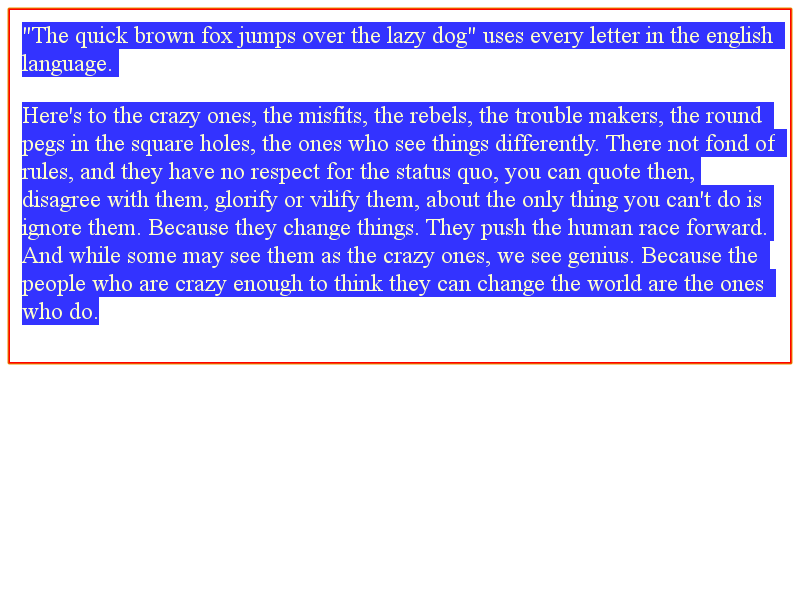 "The quick brown fox jumps over the lazy dog" uses every letter in the english
language.
Here's to the crazy ones, the misfits, the rebels, the trouble makers, the round
pegs in the square holes, the ones who see things differently. There not fond of
rules, and they have no respect for the status quo, you can quote then,
disagree with them, glorify or vilify them, about the only thing you can't do is
ignore them. Because they change things. They push the human race forward.
And while some may see them as the crazy ones, we see genius. Because the
people who are crazy enough to think they can change the world are the ones
who do.